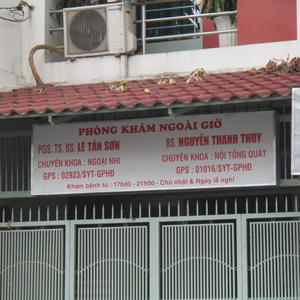 PHÒNG KHÁM NGOÀI GIỜ
PGS. TS. BS. LÊ TẤN SƠN
CHUYÊN KHOA : NGOẠI NHI
GPS : 02923/SYT-GPHĐ
BS. NGUYỄN THANH THÚY
CHUYÊN KHOA : NỘI TỔNG QUÁT
GPS : 01016/SYT-GPHĐ
Khám bệnh từ : 17h00 - 21h00 - Chủ nhật & Ngày lễ nghỉ